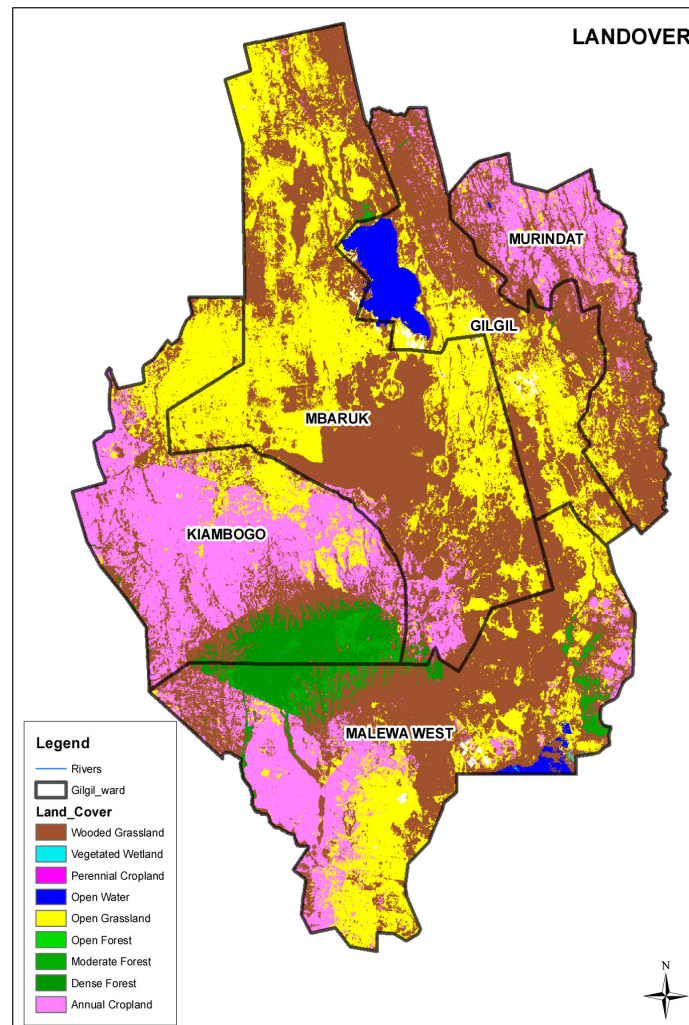 LANDOVER
MURINDAT
GILGIL
MBARUK
KIAMBOGO
MALEWA WEST
Legend
Rivers
Gilgil_ward
Land_Cover
Wooded Grassland
Vegetated Wetland
Perennial Cropland
Open Water
Open Grassland
Open Forest
Moderate Forest
Dense Forest
Annual Cropland
N